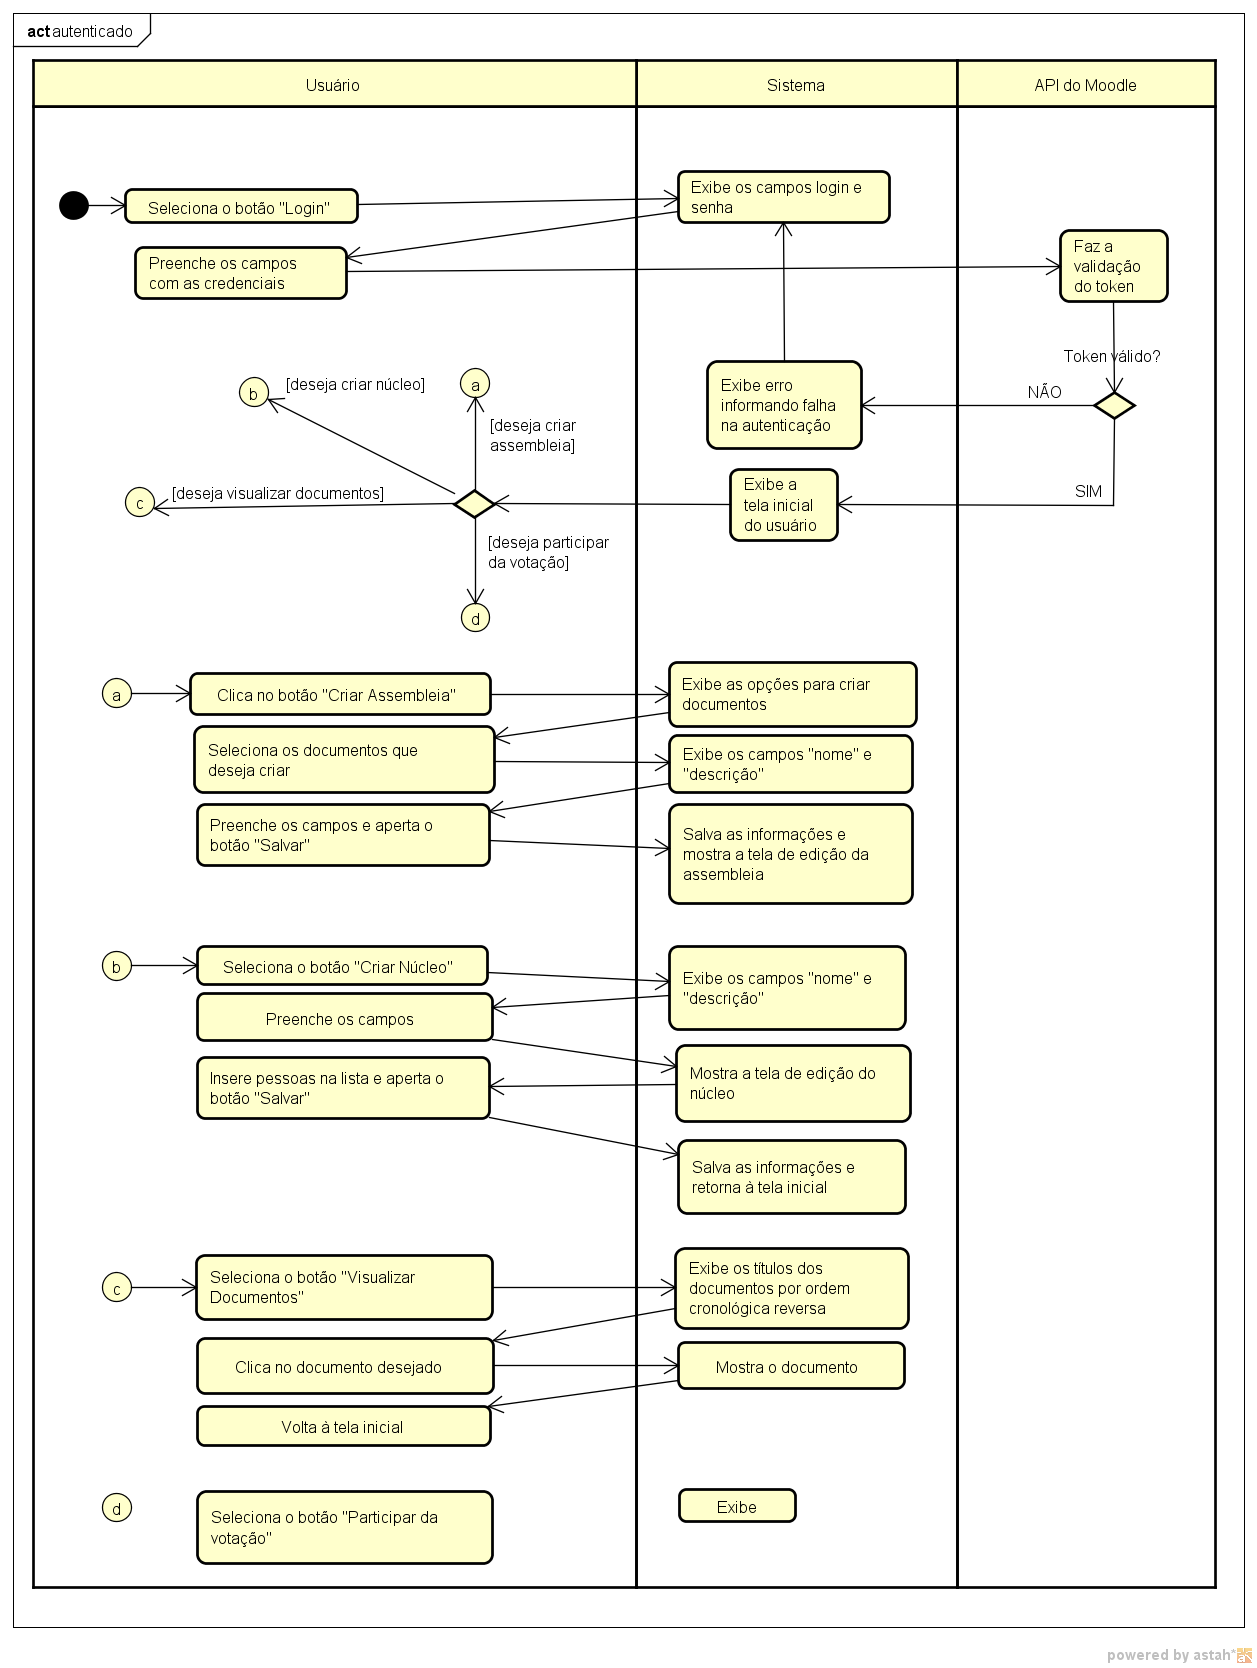 act autenticado
Usuário
Sistema
API do Moodle
Seleciona o botão "Login"
Exibe os campos login e
senha
Preenche os campos
com as credenciais
Faz a
validação
do token
Token válido?
NÃO
SIM
Exibe erro
informando falha
na autenticação
Exibe a
tela inicial
do usuário
a
b
[deseja criar núcleo]
[deseja criar
assembleia]
c
[deseja visualizar documentos]
[deseja participar
da votação]
d
a
Clica no botão "Criar Assembleia"
Exibe as opções para criar
documentos
Seleciona os documentos que
deseja criar
Exibe os campos "nome" e
"descrição"
Preenche os campos e aperta o
botão "Salvar"
Salva as informações e
mostra a tela de edição da
assembleia
b
Seleciona o botão "Criar Núcleo"
Exibe os campos "nome" e
"descrição"
Preenche os campos
Mostra a tela de edição do
núcleo
Insere pessoas na lista e aperta o
botão "Salvar"
Salva as informações e
retorna à tela inicial
c
Seleciona o botão "Visualizar
Documentos"
Exibe os títulos dos
documentos por ordem
cronológica reversa
Clica no documento desejado
Mostra o documento
Volta à tela inicial
d
Seleciona o botão "Participar da
votação"
Exibe
powered by astah*